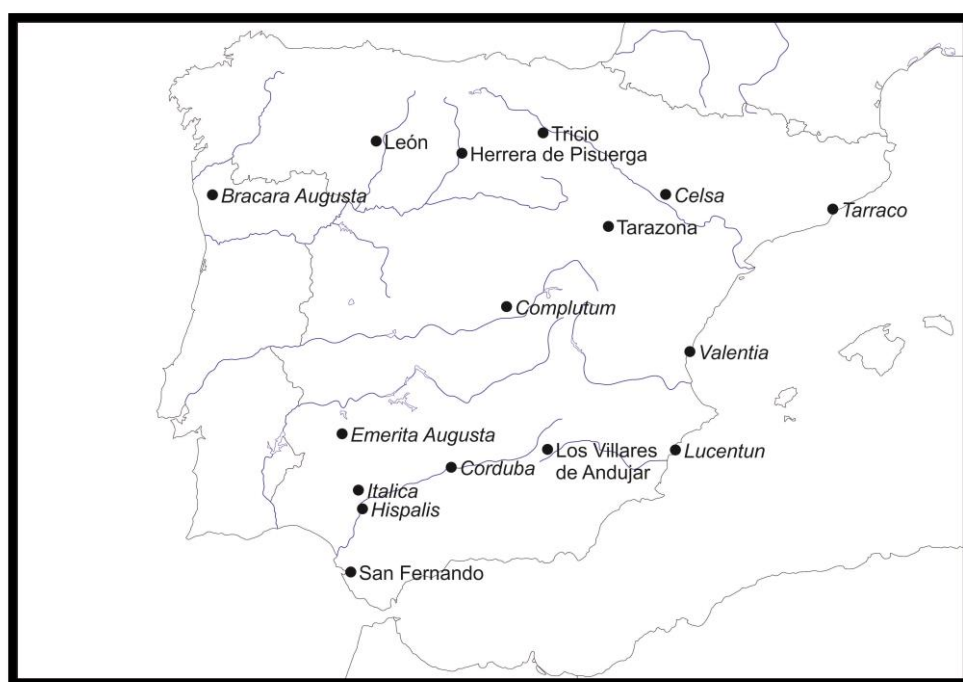 Tricio
León
Herrera de Pisuerga
Bracara Augusta
Celsa
Tarraco
Tarazona
Complutum
Valentia
Emerita Augusta
Los Villares
de Andujar
Lucentun
Corduba
Italica
Hispalis
San Fernando